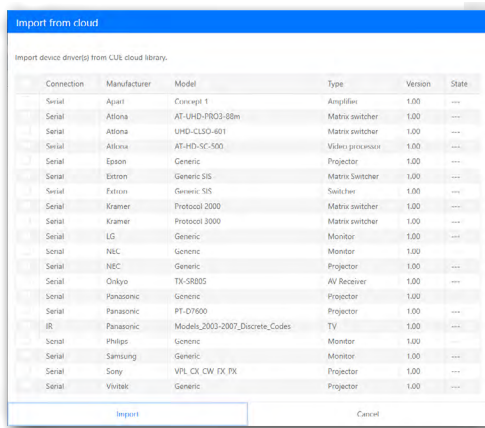 Import from cloud
Import device driver(s) from CUE cloud library.
Connection Manufacturer Model Type Version State
Serial Apart Concept 1 Amplifier 1.00 ---
Serial Atlona AT-UHD-PRO3-88m Matrix switcher 1.00 ---
Serial Atlona UHD-CLSO-601 Matrix switcher 1.00 ---
Serial Atlona AT-HD-SC-500 Video processor 1.00 ---
Serial Epson Generic Projector 1.00 ---
Serial Extron Generic SIS Matrix Switcher 1.00 ---
Serial Extron Generic SIS Switcher 1.00 ---
Serial Kramer Protocol 2000 Matrix switcher 1.00 ---
Serial Kramer Protocol 3000 Matrix switcher 1.00 ---
Serial LG Generic Monitor 1.00 ---
Serial NEC Generic Monitor 1.00
Serial NEC Generic Projector 1.00 ---
Serial Onkyo TX-SR805 AV Receiver 1.00 ---
Serial Panasonic Generic Projector 1.00
Serial Panasonic PT-D7600 Projector 1.00 ---
IR Panasonic Models_2003-2007_Discrete_Codes TV 1.00 ---
Serial Philips Generic Monitor 1.00 ---
Serial Samsung Generic Monitor 1.00 ---
Serial Sony VPL_CX_CW_FX_PX Projector 1.00 ---
Serial Vivitek Generic Projector 1.00 ---
Import Cancel